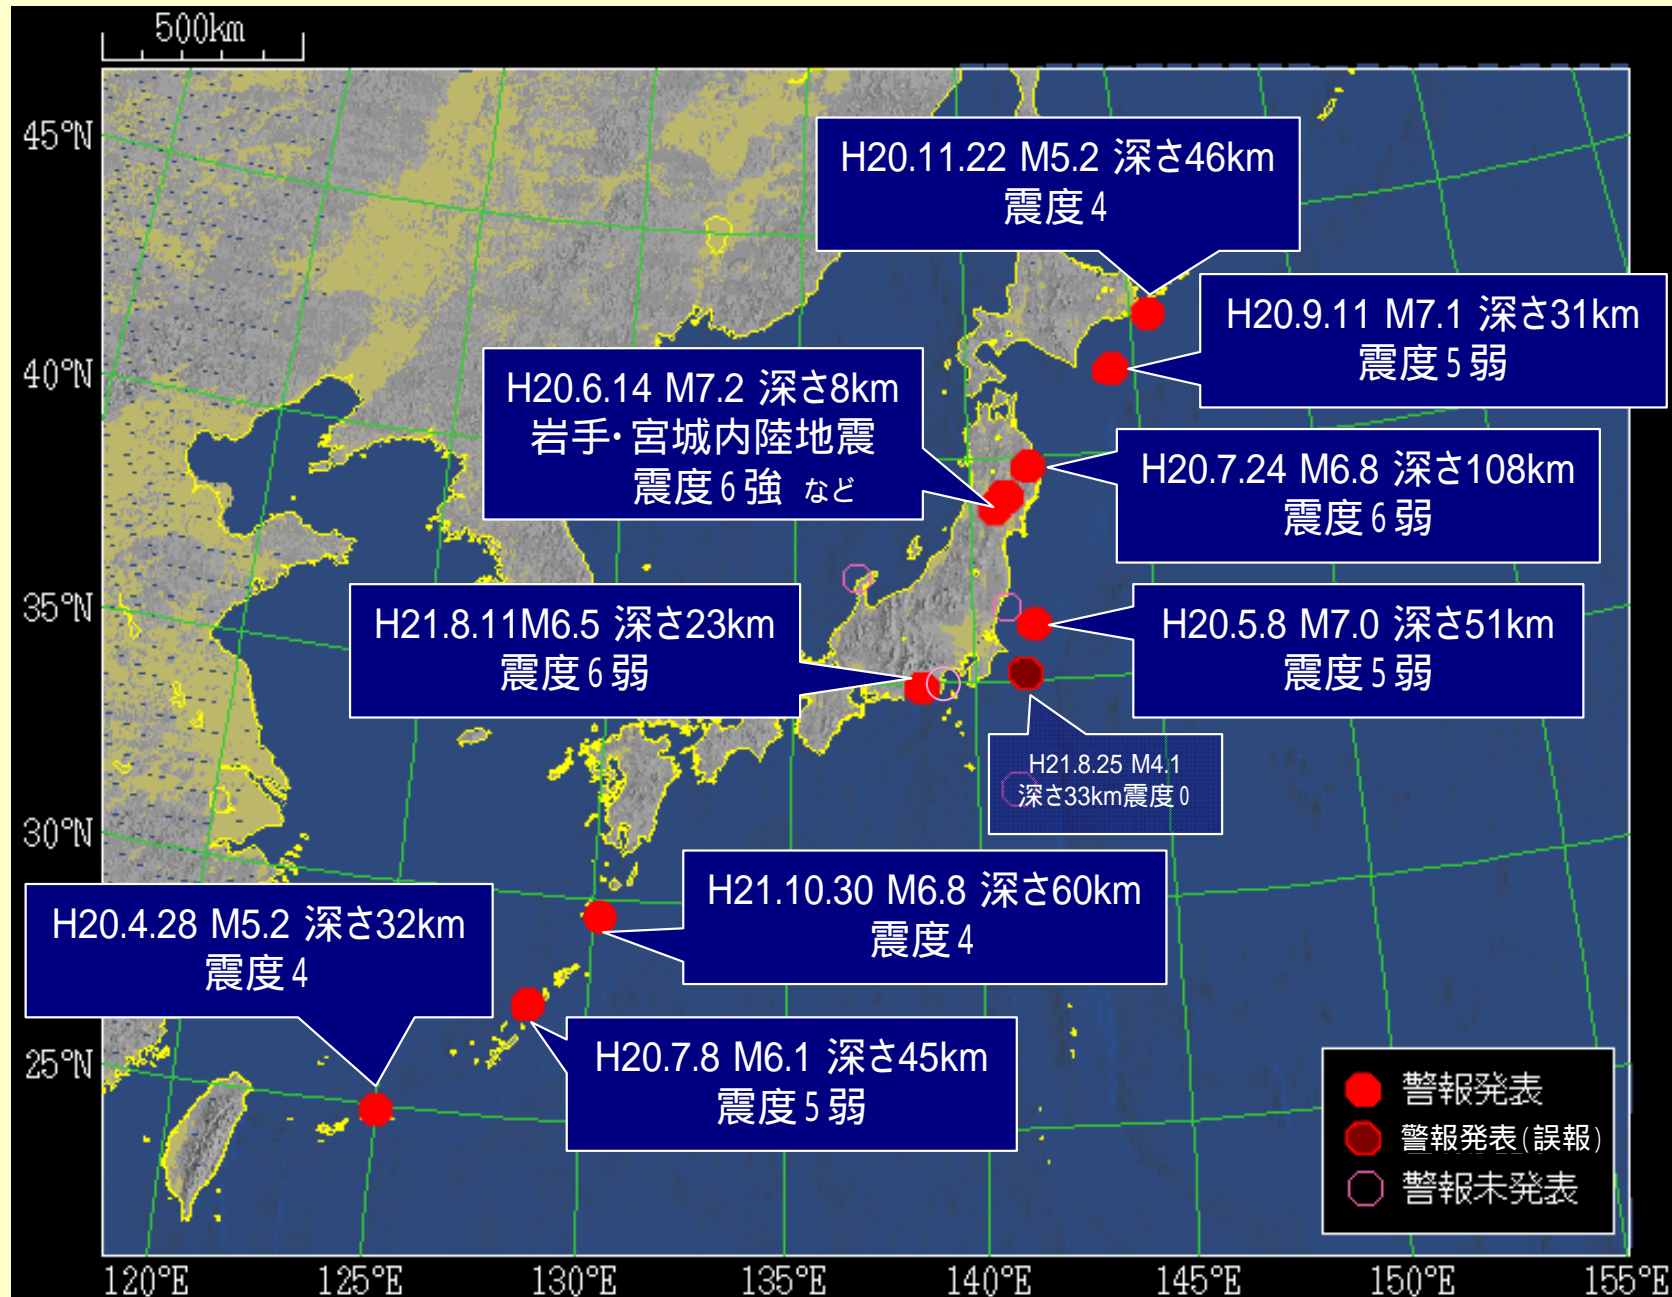 500km
45°N
40°N
35°N
30°N
25°N
H20.11.22 M5.2 深さ46km
震度4
H20.9.11 M7.1 深さ31km
震度5弱
H20.6.14 M7.2 深さ8km
岩手・宮城内陸地震
震度6強 など
H20.7.24 M6.8 深さ108km
震度6弱
H21.8.11M6.5 深さ23km
震度6弱
H20.5.8 M7.0 深さ51km
震度5弱
H21.8.25 M4.1
深さ33km震度0
H21.10.30 M6.8 深さ60km
震度4
H20.4.28 M5.2 深さ32km
震度4
H20.7.8 M6.1 深さ45km
震度5弱
警報発表
警報発表(誤報)
警報未発表
120°E 125°E 130°E 135°E 140°E 145°E 150°E 155°E